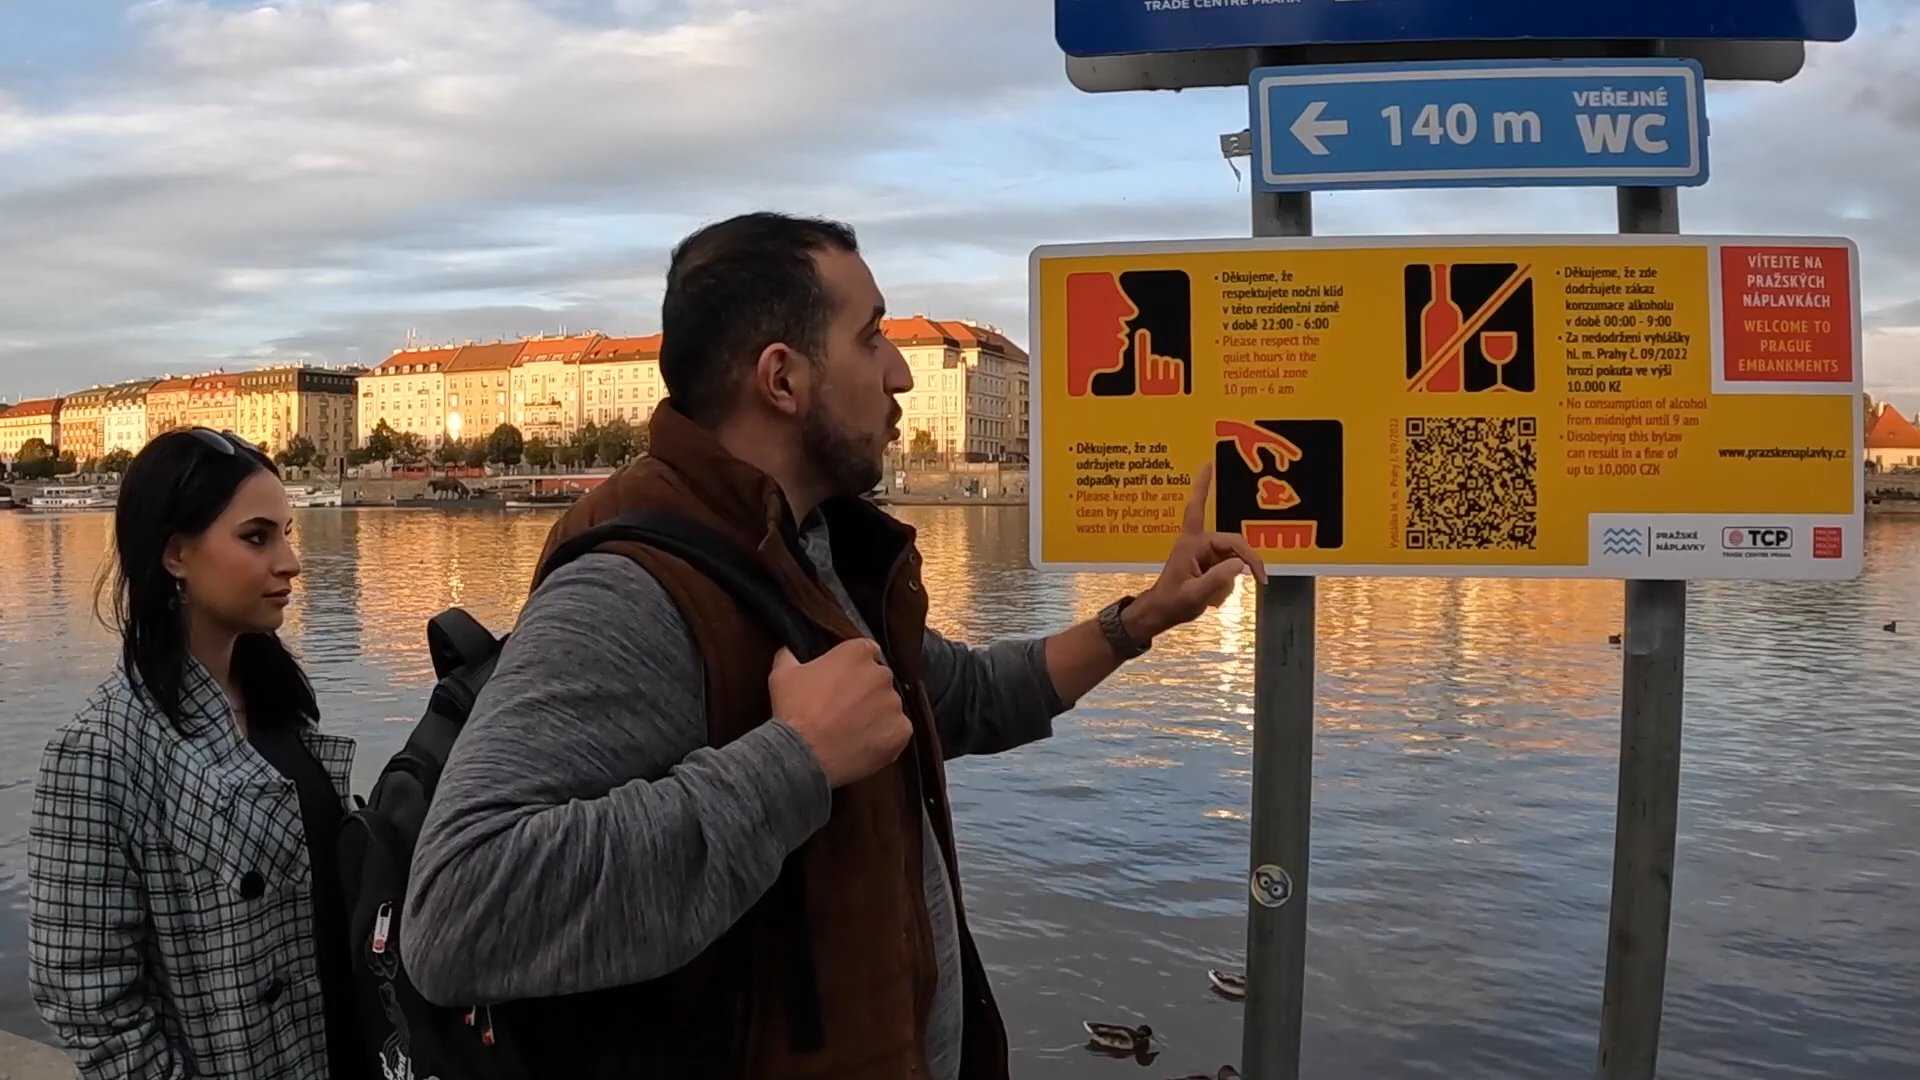 TRADE CENTRE PRAHA
← 140 m
VEŘEJNÉ
WC
• Děkujeme, že
respektujete noční klid
v této rezidenční zóně
v době 22:00 - 6:00
• Please respect the
quiet hours in the
residential zone
10 pm - 6 am
• Děkujeme, že zde
udržujete pořádek,
odpadky patří do košů
• Please keep the area
clean by placing all
waste in the contain
• Děkujeme, že zde
dodržujete zákaz
konzumace alkoholu
v době 00:00 - 9:00
• Za nedodržení vyhlášky
hl. m. Prahy č. 09/2022
hrozí pokuta ve výši
10.000 Kč
• No consumption of alcohol
from midnight until 9 am
• Disobeying this bylaw
can result in a fine of
up to 10,000 CZK
Vyhláška hl. m. Prahy č. 09/2022
VÍTEJTE NA
PRAŽSKÝCH
NÁPLAVKÁCH
WELCOME TO
PRAGUE
EMBANKMENTS
www.prazskenaplavky.cz
PRAŽSKÉ
NÁPLAVKY
TCP
TRADE CENTRE PRAHA